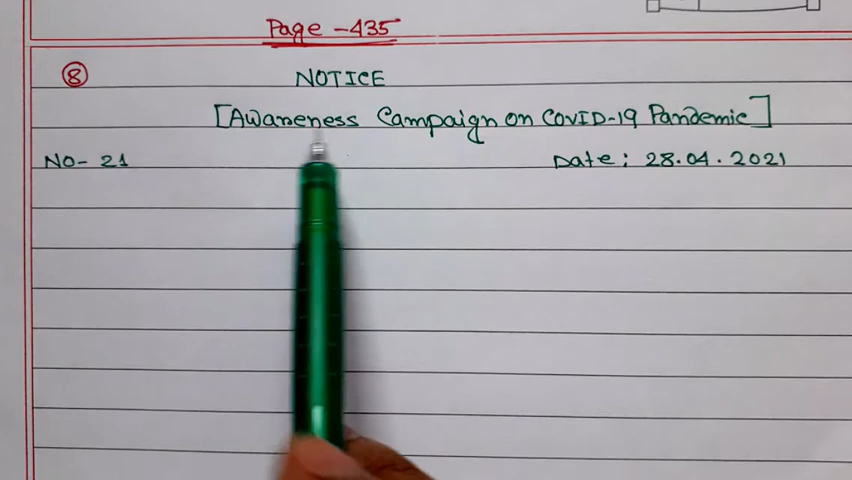 Page - 435
8
NOTICE
[Awareness Campaign on COVID-19 Pandemic]
NO- 21 Date: 28.04.2021